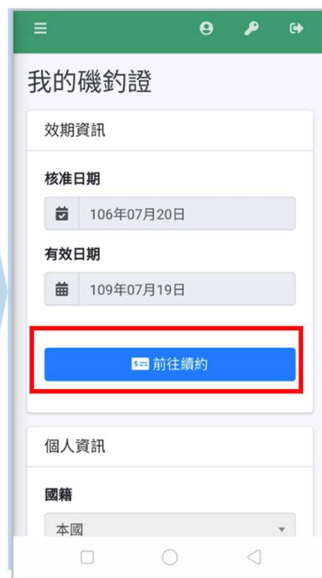 我的磯釣證
效期資訊
核准日期
106年07月20日
有效日期
109年07月19日
前往續約
個人資訊
國籍
本國